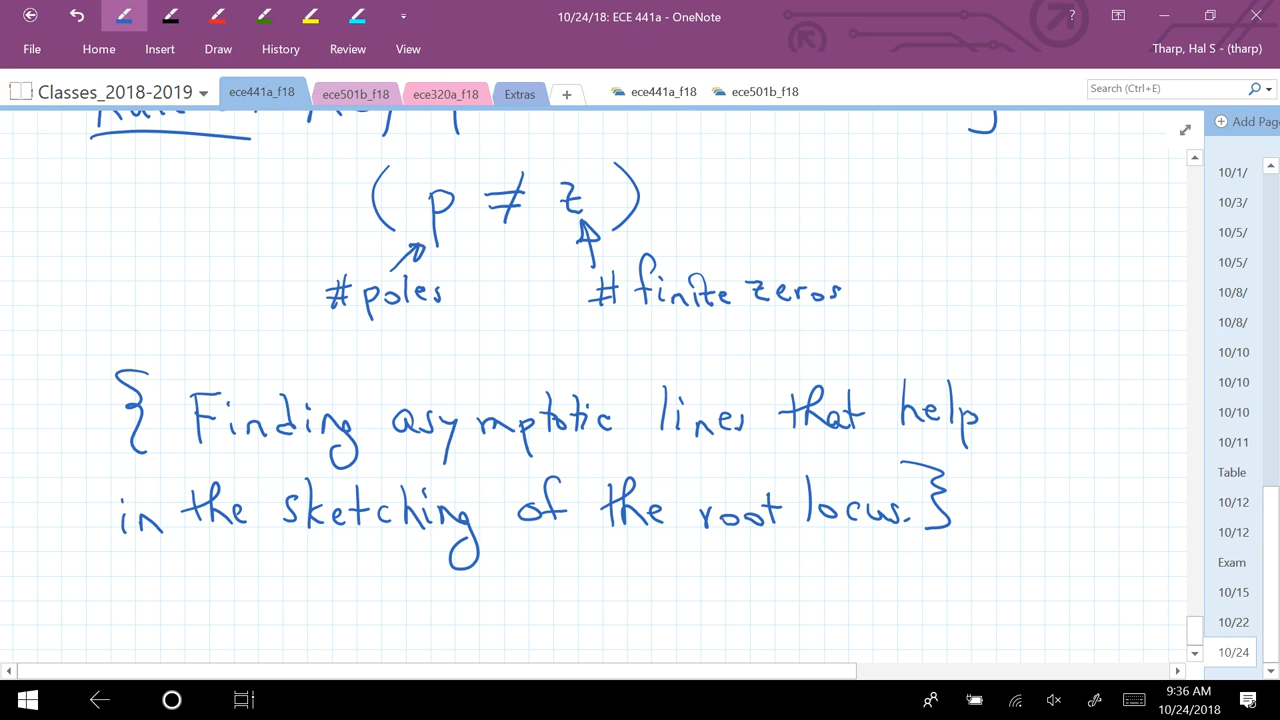 10/24/18: ECE 441a - OneNote
?
File Home Insert Draw History Review View
Tharp, Hal S - (tharp)
Classes_2018-2019 ece441a_f18 ece501b_f18 ece320a_f18 Extras + ece441a_f18 ece501b_f18
Search (Ctrl+E)
Add Page
( p ≠ z )
# poles # finite zeros
{ Finding asymptotic lines that help
in the sketching of the root locus. }
10/1/
10/3/
10/5/
10/5/
10/8/
10/8/
10/10
10/10
10/10
10/11
Table
10/12
10/12
Exam
10/15
10/22
10/24
9:36 AM
10/24/2018